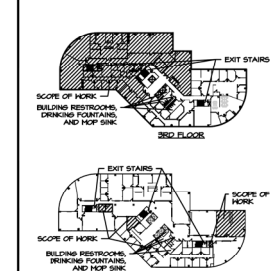 EXIT STAIRS
SCOPE OF WORK
BUILDING RESTROOMS,
DRINKING FOUNTAINS,
AND MOP SINK
3RD FLOOR
EXIT STAIRS
SCOPE OF
WORK
SCOPE OF WORK
BUILDING RESTROOMS,
DRINKING FOUNTAINS,
AND MOP SINK